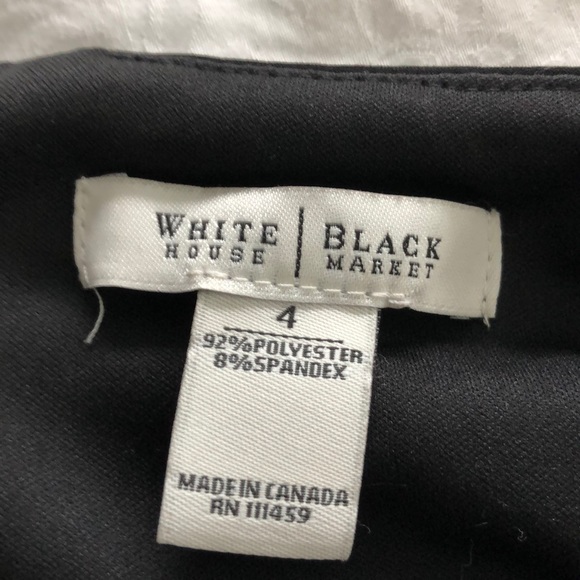 WHITE | BLACK
HOUSE | MARKET
4
92%POLYESTER
8%SPANDEX
MADE IN CANADA
RN 111459